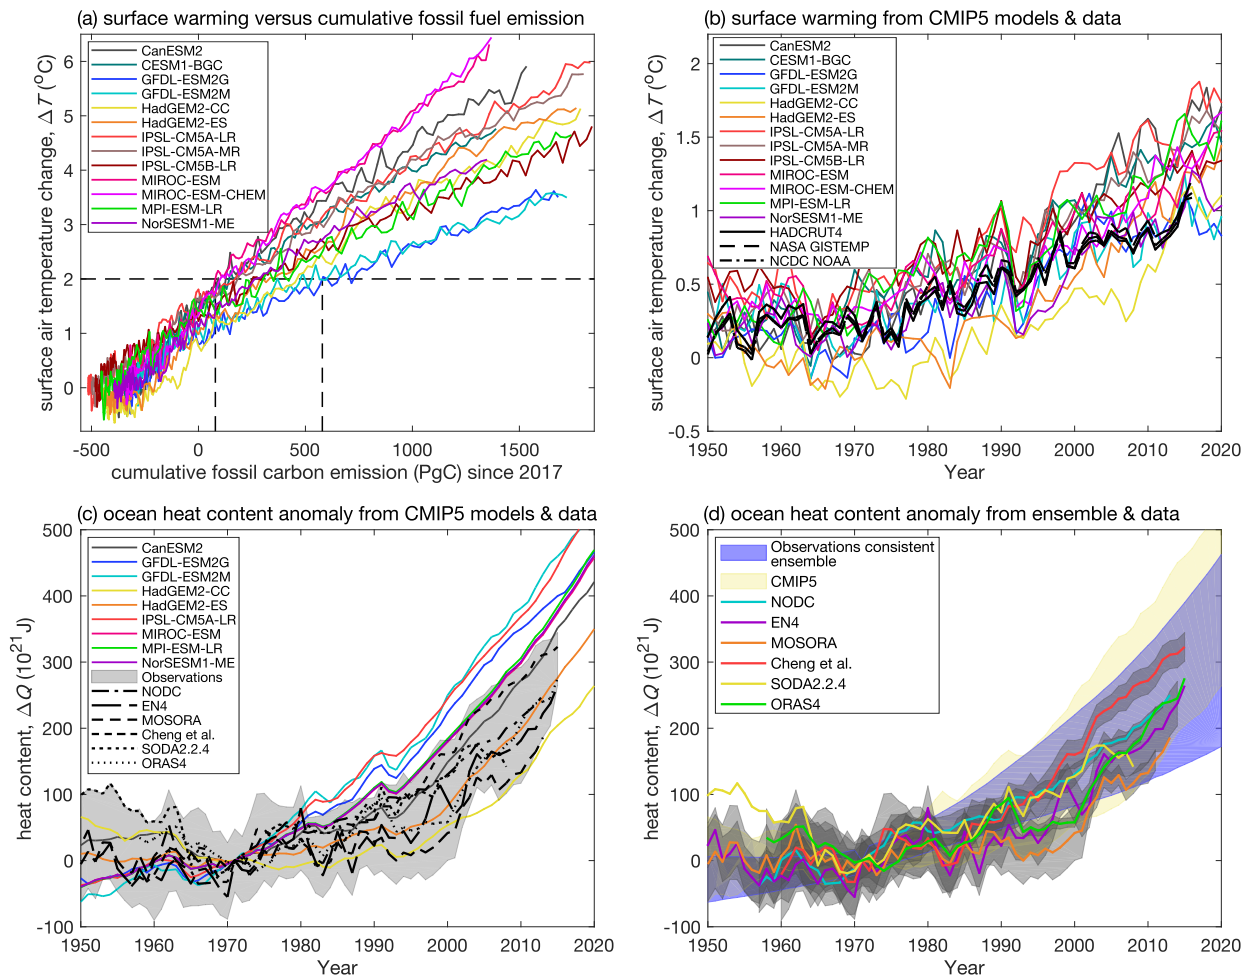 (a) surface warming versus cumulative fossil fuel emission
surface air temperature change, Δ T (°C)
6
5
4
3
2
1
0
CanESM2
CESM1-BGC
GFDL-ESM2G
GFDL-ESM2M
HadGEM2-CC
HadGEM2-ES
IPSL-CM5A-LR
IPSL-CM5A-MR
IPSL-CM5B-LR
MIROC-ESM
MIROC-ESM-CHEM
MPI-ESM-LR
NorSESM1-ME
-500 0 500 1000 1500
cumulative fossil carbon emission (PgC) since 2017
(b) surface warming from CMIP5 models & data
surface air temperature change, Δ T (°C)
2
1.5
1
0.5
0
-0.5
CanESM2
CESM1-BGC
GFDL-ESM2G
GFDL-ESM2M
HadGEM2-CC
HadGEM2-ES
IPSL-CM5A-LR
IPSL-CM5A-MR
IPSL-CM5B-LR
MIROC-ESM
MIROC-ESM-CHEM
MPI-ESM-LR
NorSESM1-ME
HADCRUT4
NASA GISTEMP
NCDC NOAA
1950 1960 1970 1980 1990 2000 2010 2020
Year
(c) ocean heat content anomaly from CMIP5 models & data
heat content, Δ Q (10²¹ J)
500
400
300
200
100
0
-100
CanESM2
GFDL-ESM2G
GFDL-ESM2M
HadGEM2-CC
HadGEM2-ES
IPSL-CM5A-LR
MIROC-ESM
MPI-ESM-LR
NorSESM1-ME
Observations
NODC
EN4
MOSORA
Cheng et al.
SODA2.2.4
ORAS4
1950 1960 1970 1980 1990 2000 2010 2020
Year
(d) ocean heat content anomaly from ensemble & data
heat content, Δ Q (10²¹ J)
500
400
300
200
100
0
-100
Observations consistent
ensemble
CMIP5
NODC
EN4
MOSORA
Cheng et al.
SODA2.2.4
ORAS4
1950 1960 1970 1980 1990 2000 2010 2020
Year